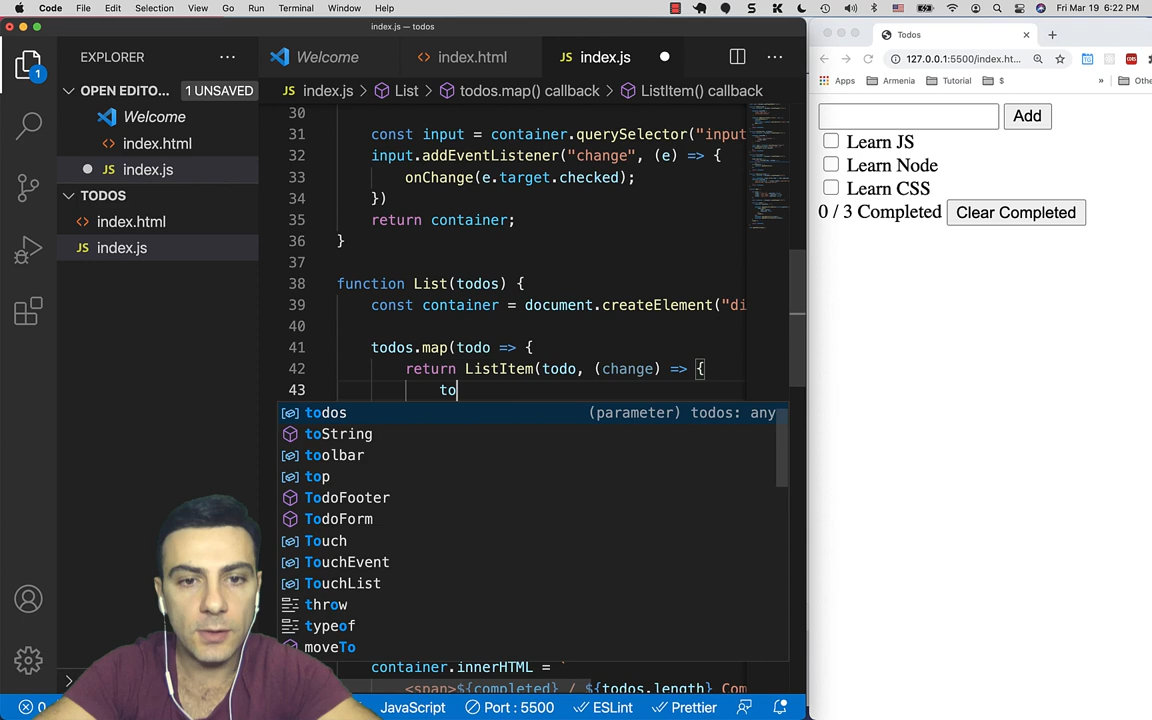 Code File Edit Selection View Go Run Terminal Window Help Fri Mar 19 6:22 PM
index.js — todos
EXPLORER
Welcome index.html index.js
OPEN EDITO... 1 UNSAVED
Welcome
index.html
index.js
TODOS
index.html
index.js
1
index.js > List > todos.map() callback > ListItem() callback
30
31 const input = container.querySelector("input
32 input.addEventListener("change", (e) => {
33 onChange(e.target.checked);
34 })
35 return container;
36 }
37
38 function List(todos) {
39 const container = document.createElement("di
40
41 todos.map(todo => {
42 return ListItem(todo, (change) => {
43 to
todos (parameter) todos: any
toString
toolbar
top
TodoFooter
TodoForm
Touch
TouchEvent
TouchList
throw
typeof
moveTo
container.innerHTML = `
<span>${completed} / ${todos.length} Com
0 JavaScript Port : 5500 ESLint Prettier
Todos
127.0.0.1:5500/index.ht...
Apps Armenia Tutorial $ » Othe
Add
Learn JS
Learn Node
Learn CSS
0 / 3 Completed Clear Completed